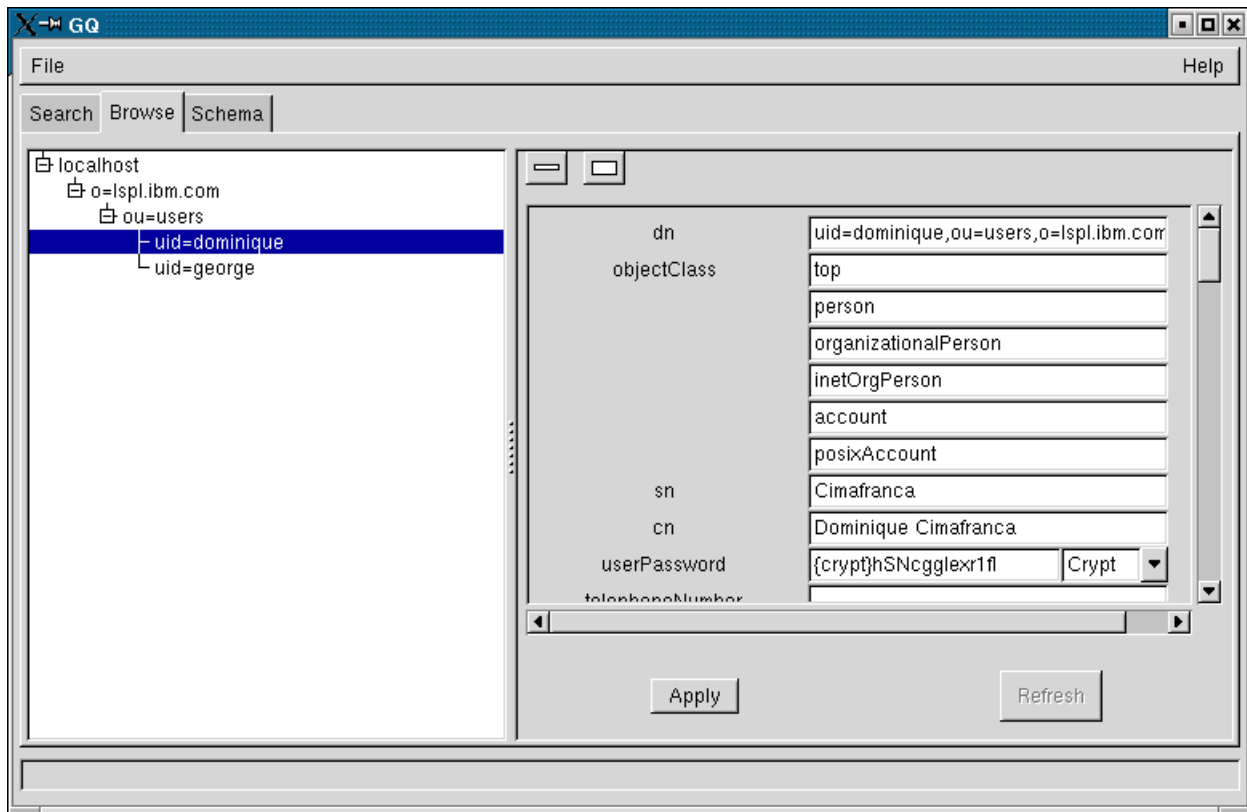 GQ
File Help
Search Browse Schema
localhost
o=lspl.ibm.com
ou=users
uid=dominique
uid=george
dn uid=dominique,ou=users,o=lspl.ibm.com
objectClass top
person
organizationalPerson
inetOrgPerson
account
posixAccount
sn Cimafranca
cn Dominique Cimafranca
userPassword {crypt}hSNcgglexr1fl Crypt
telephoneNumber
Apply Refresh